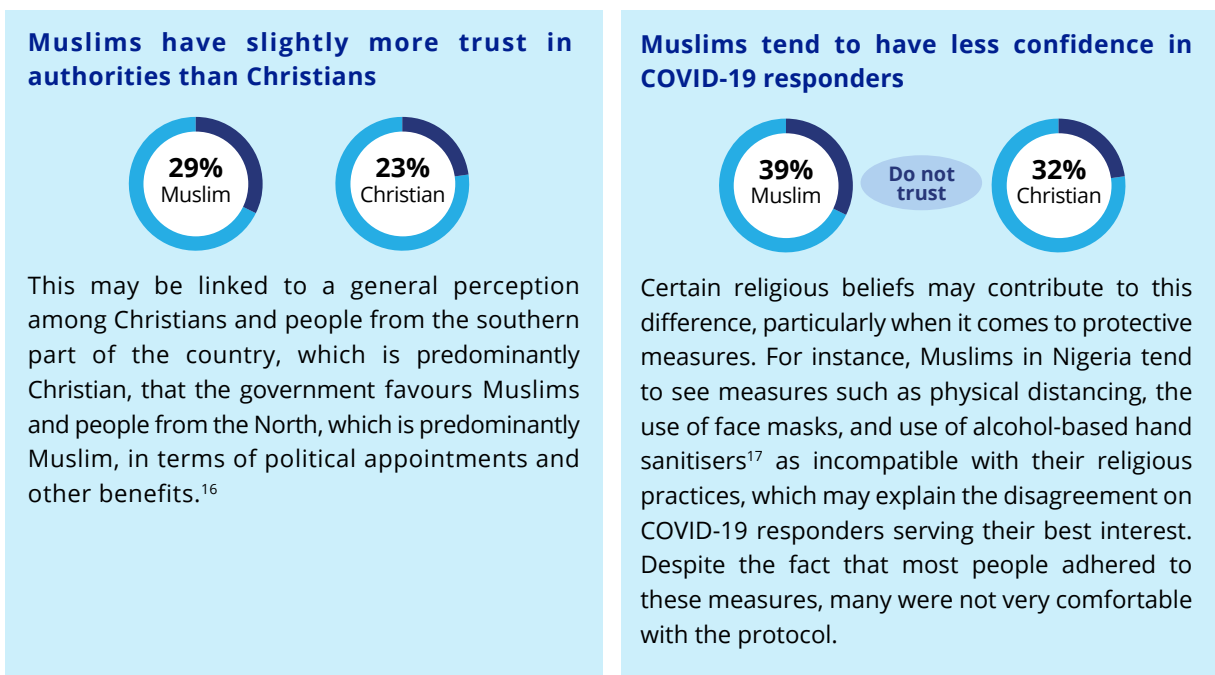 Muslims have slightly more trust in
authorities than Christians
29%
Muslim
23%
Christian
This may be linked to a general perception
among Christians and people from the southern
part of the country, which is predominantly
Christian, that the government favours Muslims
and people from the North, which is predominantly
Muslim, in terms of political appointments and
other benefits.16
Muslims tend to have less confidence in
COVID-19 responders
39%
Muslim
Do not
trust
32%
Christian
Certain religious beliefs may contribute to this
difference, particularly when it comes to protective
measures. For instance, Muslims in Nigeria tend
to see measures such as physical distancing, the
use of face masks, and use of alcohol-based hand
sanitisers17 as incompatible with their religious
practices, which may explain the disagreement on
COVID-19 responders serving their best interest.
Despite the fact that most people adhered to
these measures, many were not very comfortable
with the protocol.